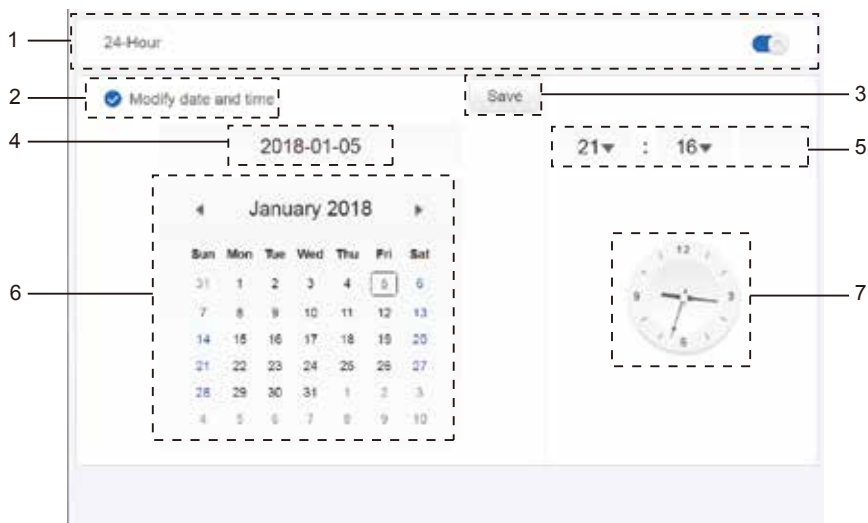 1 24-Hour
2 Modify date and time Save 3
4 2018-01-05 21 : 16 5
January 2018
Sun Mon Tue Wed Thu Fri Sat
31 1 2 3 4 5 6
7 8 9 10 11 12 13
14 15 16 17 18 19 20
21 22 23 24 25 26 27
28 29 30 31 1 2 3
4 5 6 7 8 9 10
6
12
9 3
6
7